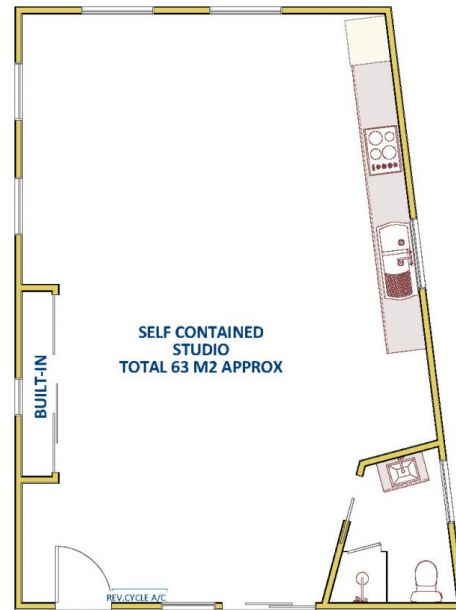 SELF CONTAINED
STUDIO
TOTAL 63 M2 APPROX
BUILT-IN
REV.CYCLE A/C